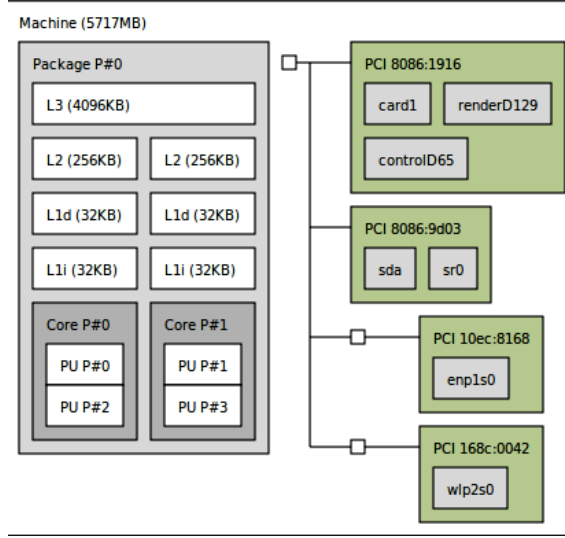 Machine (5717MB)
Package P#0
L3 (4096KB)
L2 (256KB) L2 (256KB)
L1d (32KB) L1d (32KB)
L1i (32KB) L1i (32KB)
Core P#0 Core P#1
PU P#0 PU P#1
PU P#2 PU P#3
PCI 8086:1916
card1 renderD129
controlD65
PCI 8086:9d03
sda sr0
PCI 10ec:8168
enp1s0
PCI 168c:0042
wlp2s0